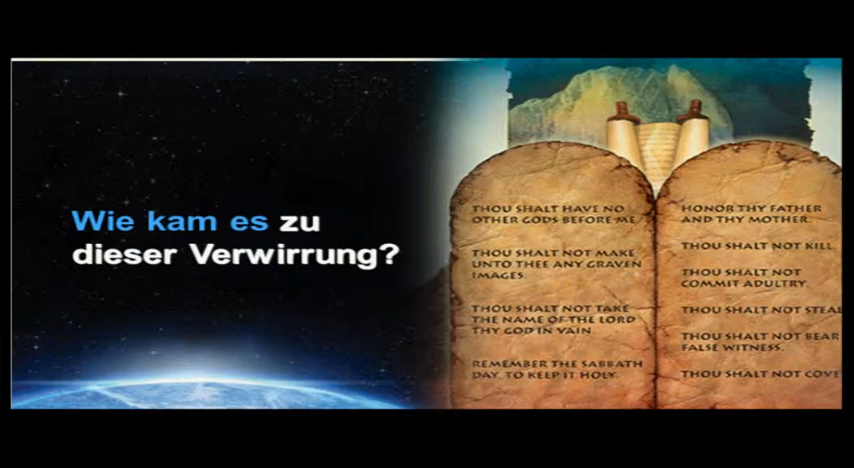 Wie kam es zu
dieser Verwirrung?
THOU SHALT HAVE NO
OTHER GODS BEFORE ME.
THOU SHALT NOT MAKE
UNTO THEE ANY GRAVEN
IMAGES.
THOU SHALT NOT TAKE
THE NAME OF THE LORD
THY GOD IN VAIN.
REMEMBER THE SABBATH
DAY, TO KEEP IT HOLY.
HONOR THY FATHER
AND THY MOTHER.
THOU SHALT NOT KILL.
THOU SHALT NOT
COMMIT ADULTRY.
THOU SHALT NOT STEAL
THOU SHALT NOT BEAR
FALSE WITNESS.
THOU SHALT NOT COVE